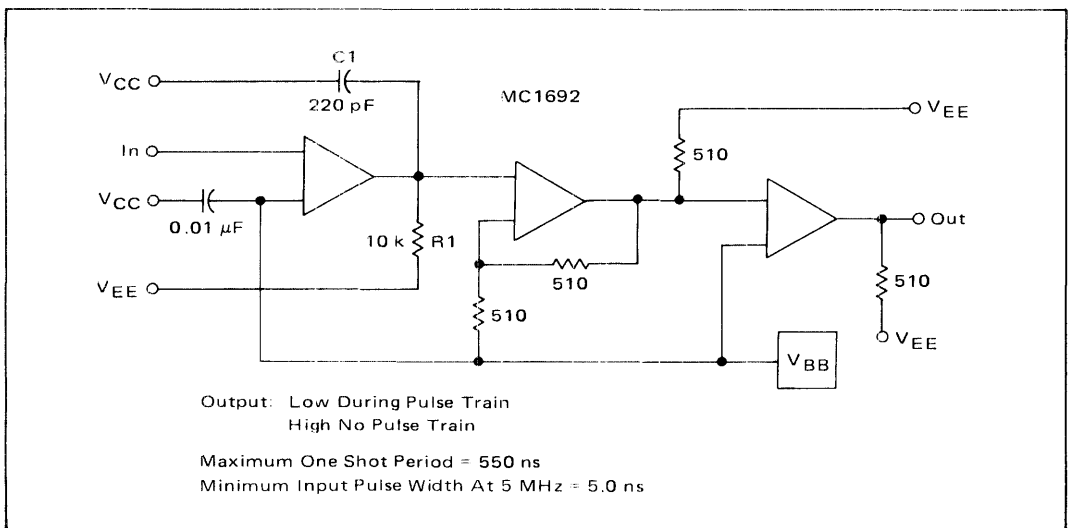 C1
VCC
220 pF
MC1692
VEE
In
510
VCC
0.01 µF
Out
10 k R1
510
510
510
VEE
VEE
VBB
Output: Low During Pulse Train
High No Pulse Train
Maximum One Shot Period = 550 ns
Minimum Input Pulse Width At 5 MHz = 5.0 ns